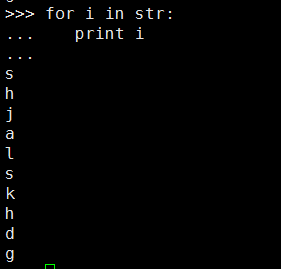 >>> for i in str:
...    print i
...
s
h
j
a
l
s
k
h
d
g